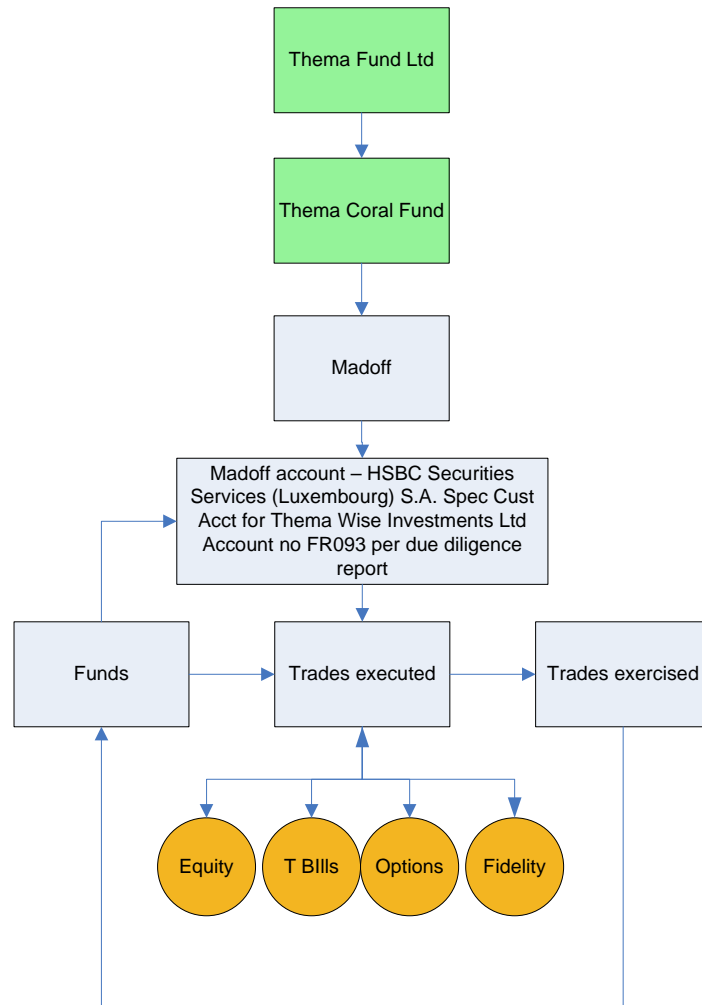 Thema Fund Ltd
Thema Coral Fund
Madoff
Madoff account – HSBC Securities
Services (Luxembourg) S.A. Spec Cust
Acct for Thema Wise Investments Ltd
Account no FR093 per due diligence
report
Funds
Trades executed
Trades exercised
Equity
T BIlls
Options
Fidelity